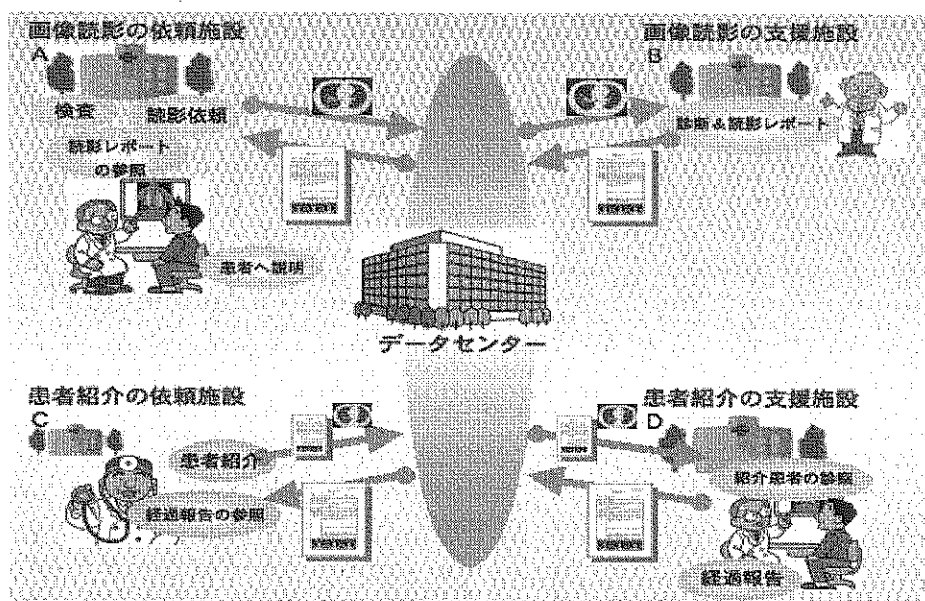 画像読影の依頼施設
A
検査
読影依頼
読影レポート
の参照
患者へ説明
画像読影の支援施設
B
診断&読影レポート
データセンター
患者紹介の依頼施設
C
患者紹介
経過報告の参照
患者紹介の支援施設
D
紹介患者の参照
経過報告